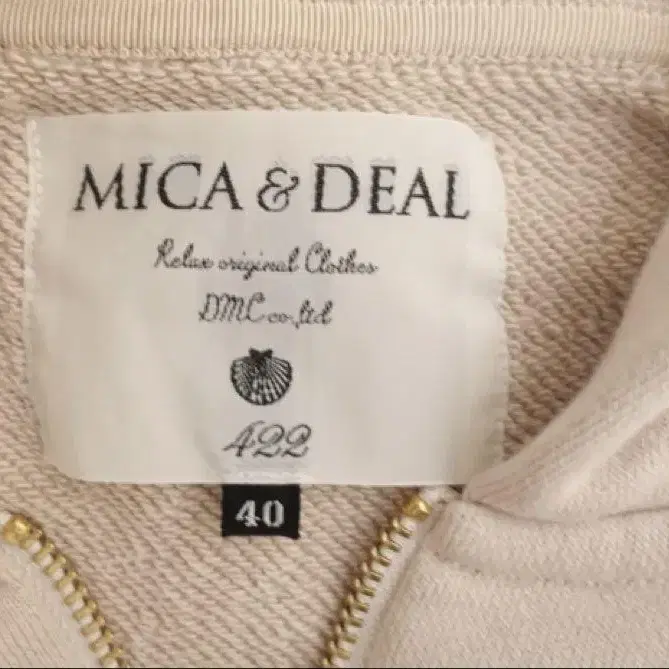 MICA & DEAL
Relax original Clothes
DMC co.,ltd
422
40